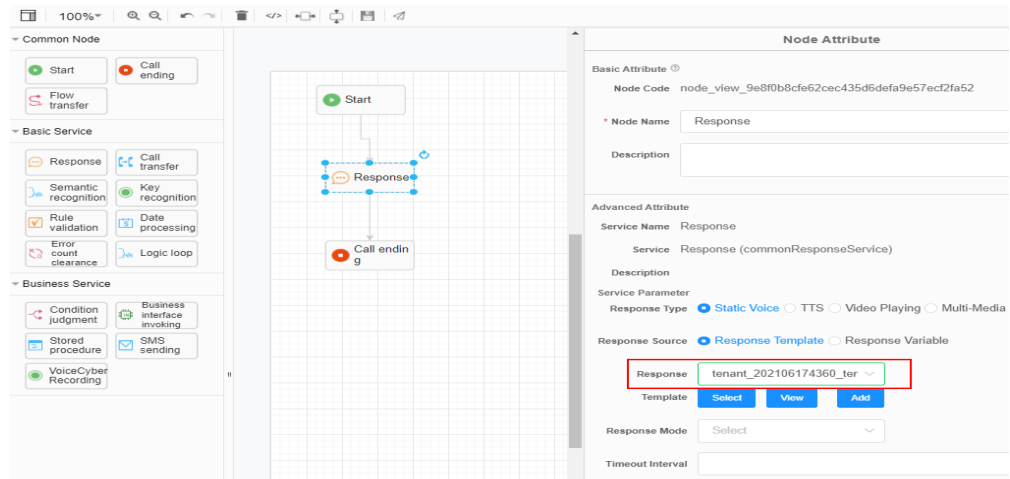 100%
Common Node
Start
Call
ending
Flow
transfer
Basic Service
Response
Call
transfer
Semantic
recognition
Key
recognition
Rule
validation
Date
processing
Error
count
clearance
Logic loop
Business Service
Condition
judgment
Business
interface
invoking
Stored
procedure
SMS
sending
VoiceCyber
Recording
Start
Response
Call endin
g
Node Attribute
Basic Attribute
Node Code node_view_9e8f0b8cfe62cec435d6defa9e57ecf2fa52
* Node Name Response
Description
Advanced Attribute
Service Name Response
Service Response (commonResponseService)
Description
Service Parameter
Response Type Static Voice TTS Video Playing Multi-Media
Response Source Response Template Response Variable
Response tenant_202106174360_ter
Template Select View Add
Response Mode Select
Timeout Interval